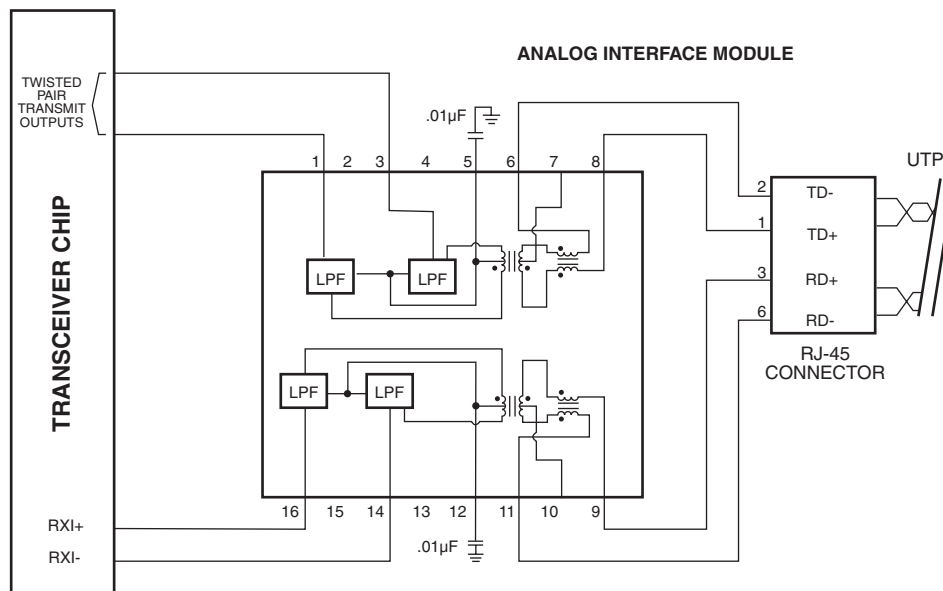 ANALOG INTERFACE MODULE
TWISTED
PAIR
TRANSMIT
OUTPUTS
TRANSCEIVER CHIP
RXI+
RXI-
.01µF
1 2 3 4 5 6 7 8
LPF LPF
LPF LPF
16 15 14 13 12 11 10 9
.01µF
2 TD-
1 TD+
3 RD+
6 RD-
RJ-45
CONNECTOR
UTP